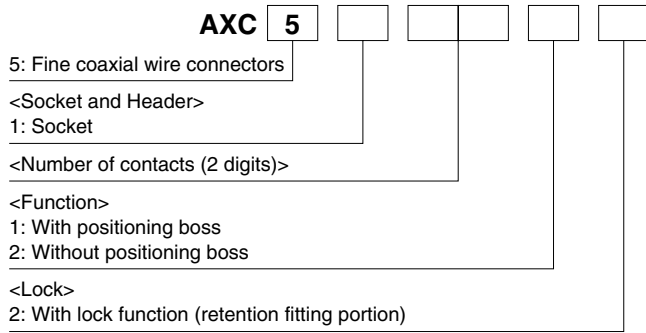 AXC 5
5: Fine coaxial wire connectors
<Socket and Header>
1: Socket
<Number of contacts (2 digits)>
<Function>
1: With positioning boss
2: Without positioning boss
<Lock>
2: With lock function (retention fitting portion)